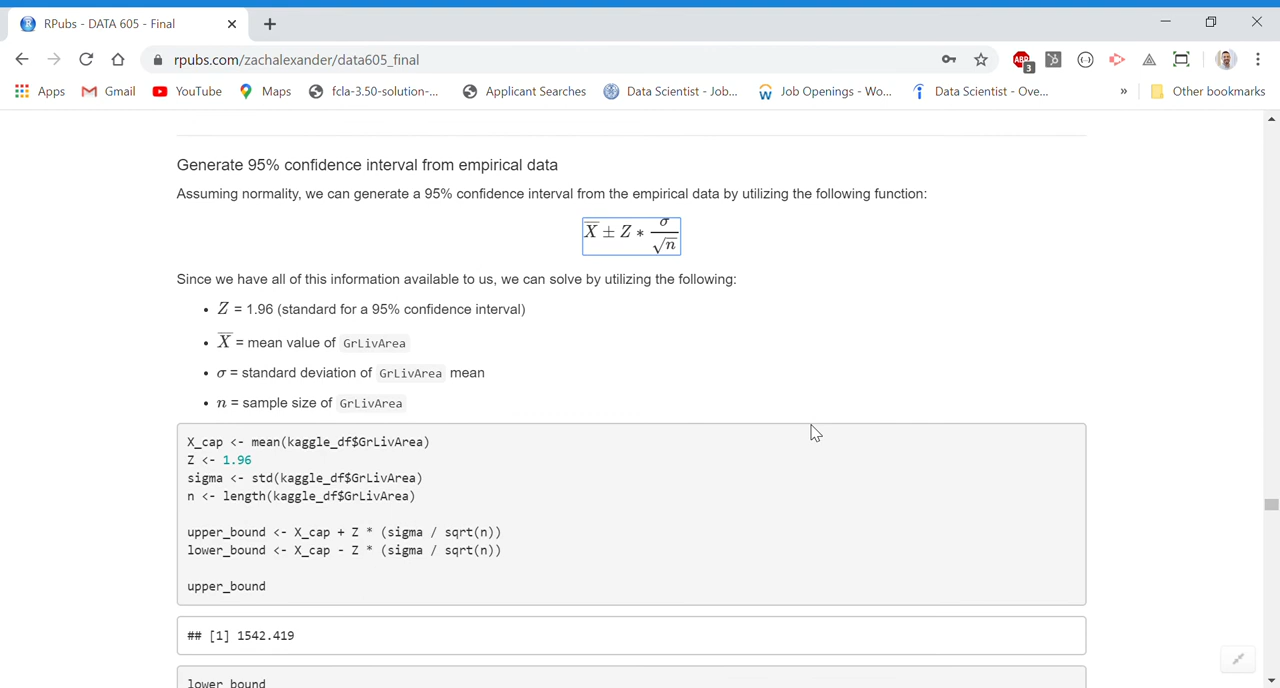 RPubs - DATA 605 - Final
rpubs.com/zachalexander/data605_final
ABP
3
Apps
Gmail
YouTube
Maps
fcla-3.50-solution-...
Applicant Searches
Data Scientist - Job...
Job Openings - Wo...
Data Scientist - Ove...
»
Other bookmarks
Generate 95% confidence interval from empirical data
Assuming normality, we can generate a 95% confidence interval from the empirical data by utilizing the following function:
X̅ ± Z * σ/√n
Since we have all of this information available to us, we can solve by utilizing the following:
• Z = 1.96 (standard for a 95% confidence interval)
• X̅ = mean value of GrLivArea
• σ = standard deviation of GrLivArea mean
• n = sample size of GrLivArea
X_cap <- mean(kaggle_df$GrLivArea)
Z <- 1.96
sigma <- std(kaggle_df$GrLivArea)
n <- length(kaggle_df$GrLivArea)
upper_bound <- X_cap + Z * (sigma / sqrt(n))
lower_bound <- X_cap - Z * (sigma / sqrt(n))
upper_bound
## [1] 1542.419
lower_bound